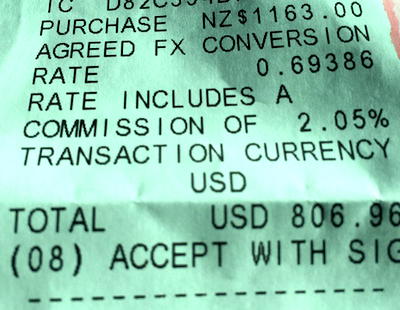 TC
PURCHASE NZ$1163.00
AGREED FX CONVERSION
RATE 0.69386
RATE INCLUDES A
COMMISSION OF 2.05%
TRANSACTION CURRENCY
USD
TOTAL USD 806.96
(08) ACCEPT WITH SIG